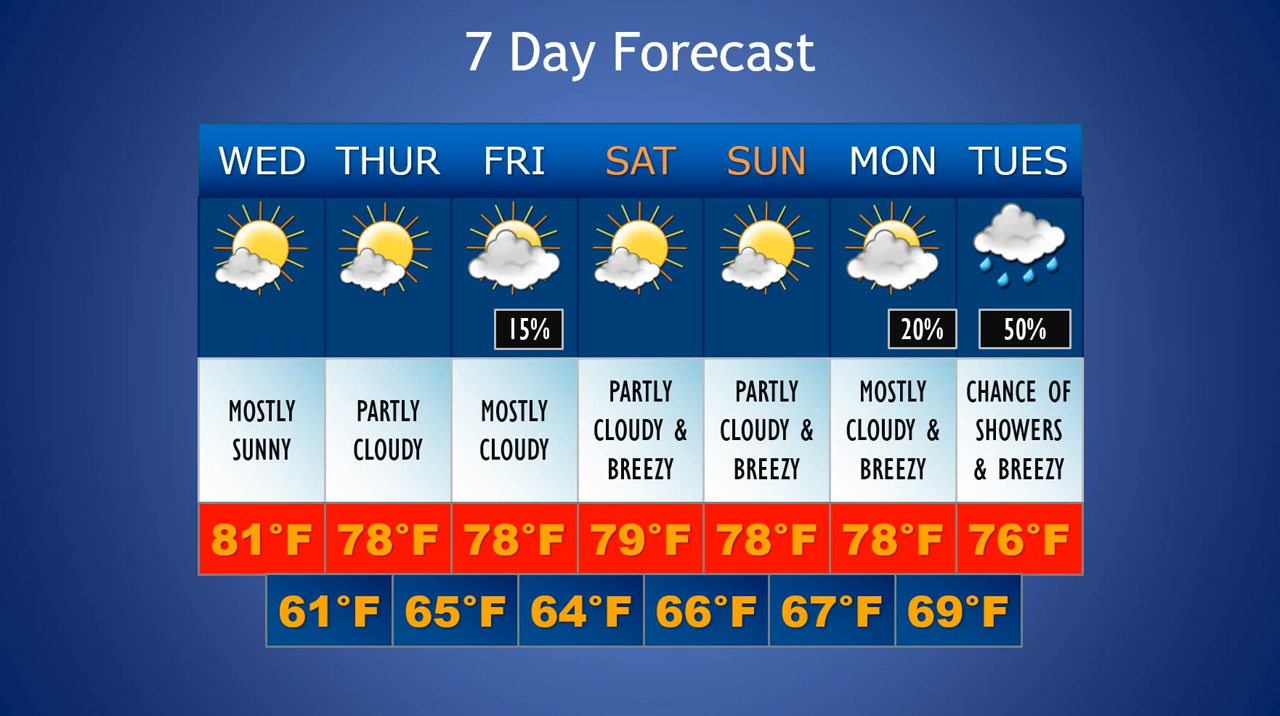 7 Day Forecast
WED THUR FRI SAT SUN MON TUES
15% 20% 50%
MOSTLY
SUNNY
PARTLY
CLOUDY
MOSTLY
CLOUDY
PARTLY
CLOUDY &
BREEZY
PARTLY
CLOUDY &
BREEZY
MOSTLY
CLOUDY &
BREEZY
CHANCE OF
SHOWERS
& BREEZY
81°F 78°F 78°F 79°F 78°F 78°F 76°F
61°F 65°F 64°F 66°F 67°F 69°F